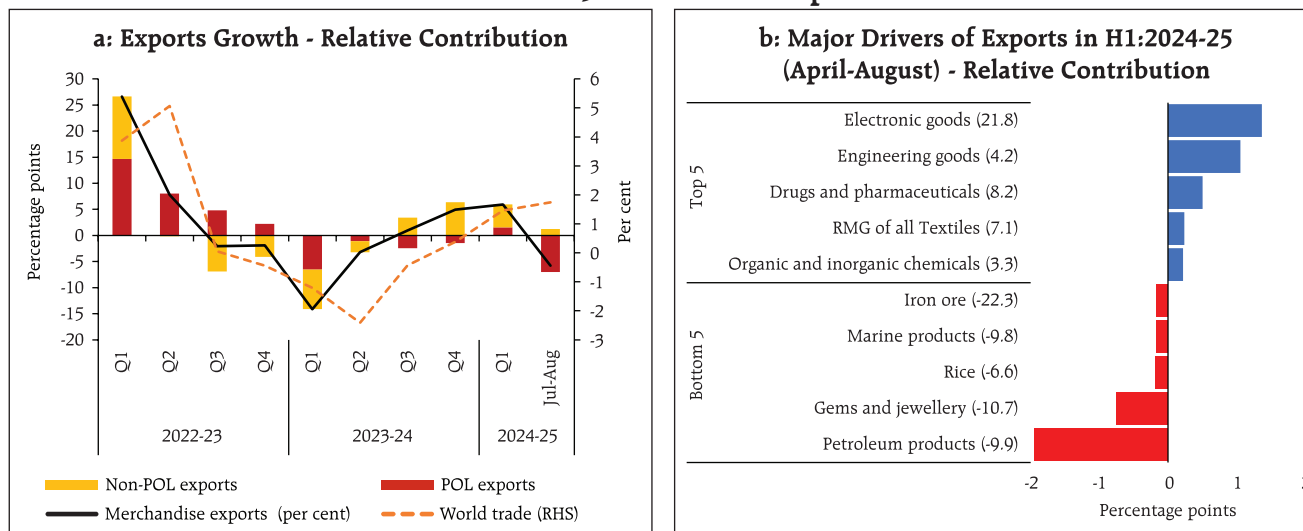 a: Exports Growth - Relative Contribution
30
25
20
15
10
5
0
-5
-10
-15
-20
Percentage points
6
5
4
3
2
1
0
-1
-2
-3
Per cent
Q1 Q2 Q3 Q4 Q1 Q2 Q3 Q4 Q1 Jul-Aug
2022-23 2023-24 2024-25
Non-POL exports POL exports
Merchandise exports (per cent) World trade (RHS)
b: Major Drivers of Exports in H1:2024-25
(April-August) - Relative Contribution
Top 5
Electronic goods (21.8)
Engineering goods (4.2)
Drugs and pharmaceuticals (8.2)
RMG of all Textiles (7.1)
Organic and inorganic chemicals (3.3)
Bottom 5
Iron ore (-22.3)
Marine products (-9.8)
Rice (-6.6)
Gems and jewellery (-10.7)
Petroleum products (-9.9)
-2 -1 0 1
Percentage points